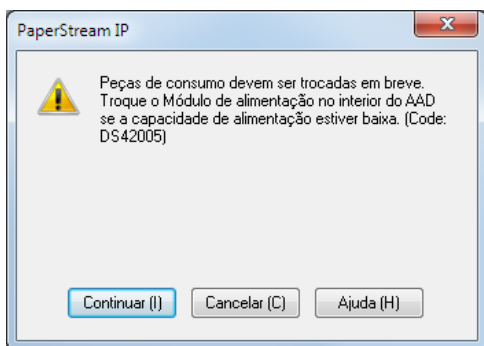 PaperStream IP
Peças de consumo devem ser trocadas em breve.
Troque o Módulo de alimentação no interior do AAD
se a capacidade de alimentação estiver baixa. (Code:
DS42005)
Continuar (I) Cancelar (C) Ajuda (H)